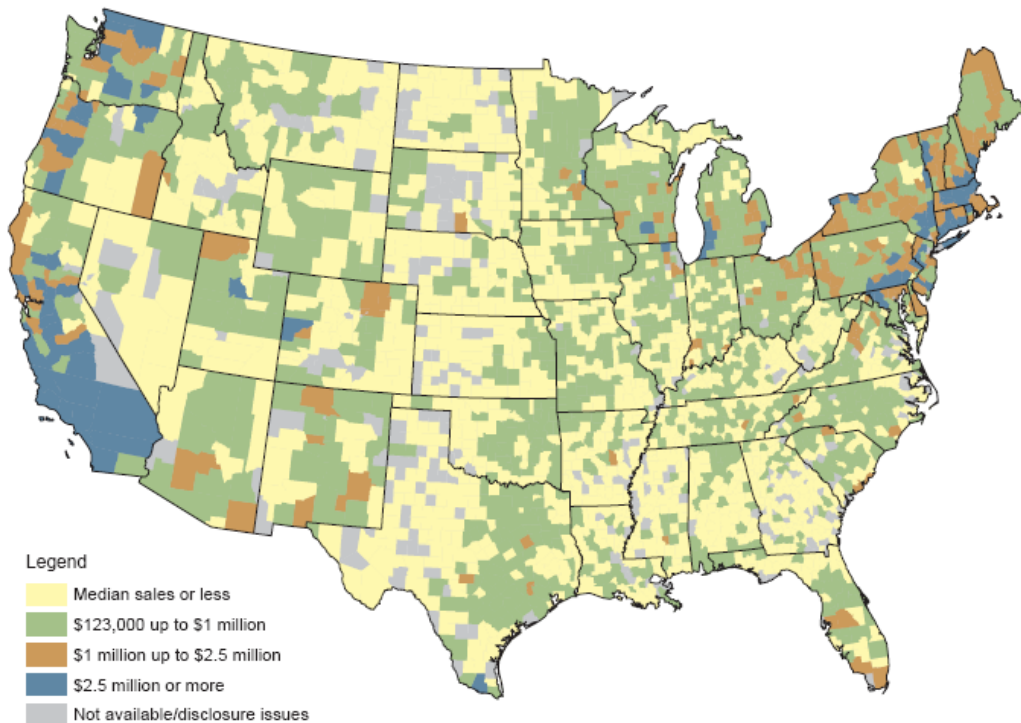 Legend
Median sales or less
$123,000 up to $1 million
$1 million up to $2.5 million
$2.5 million or more
Not available/disclosure issues